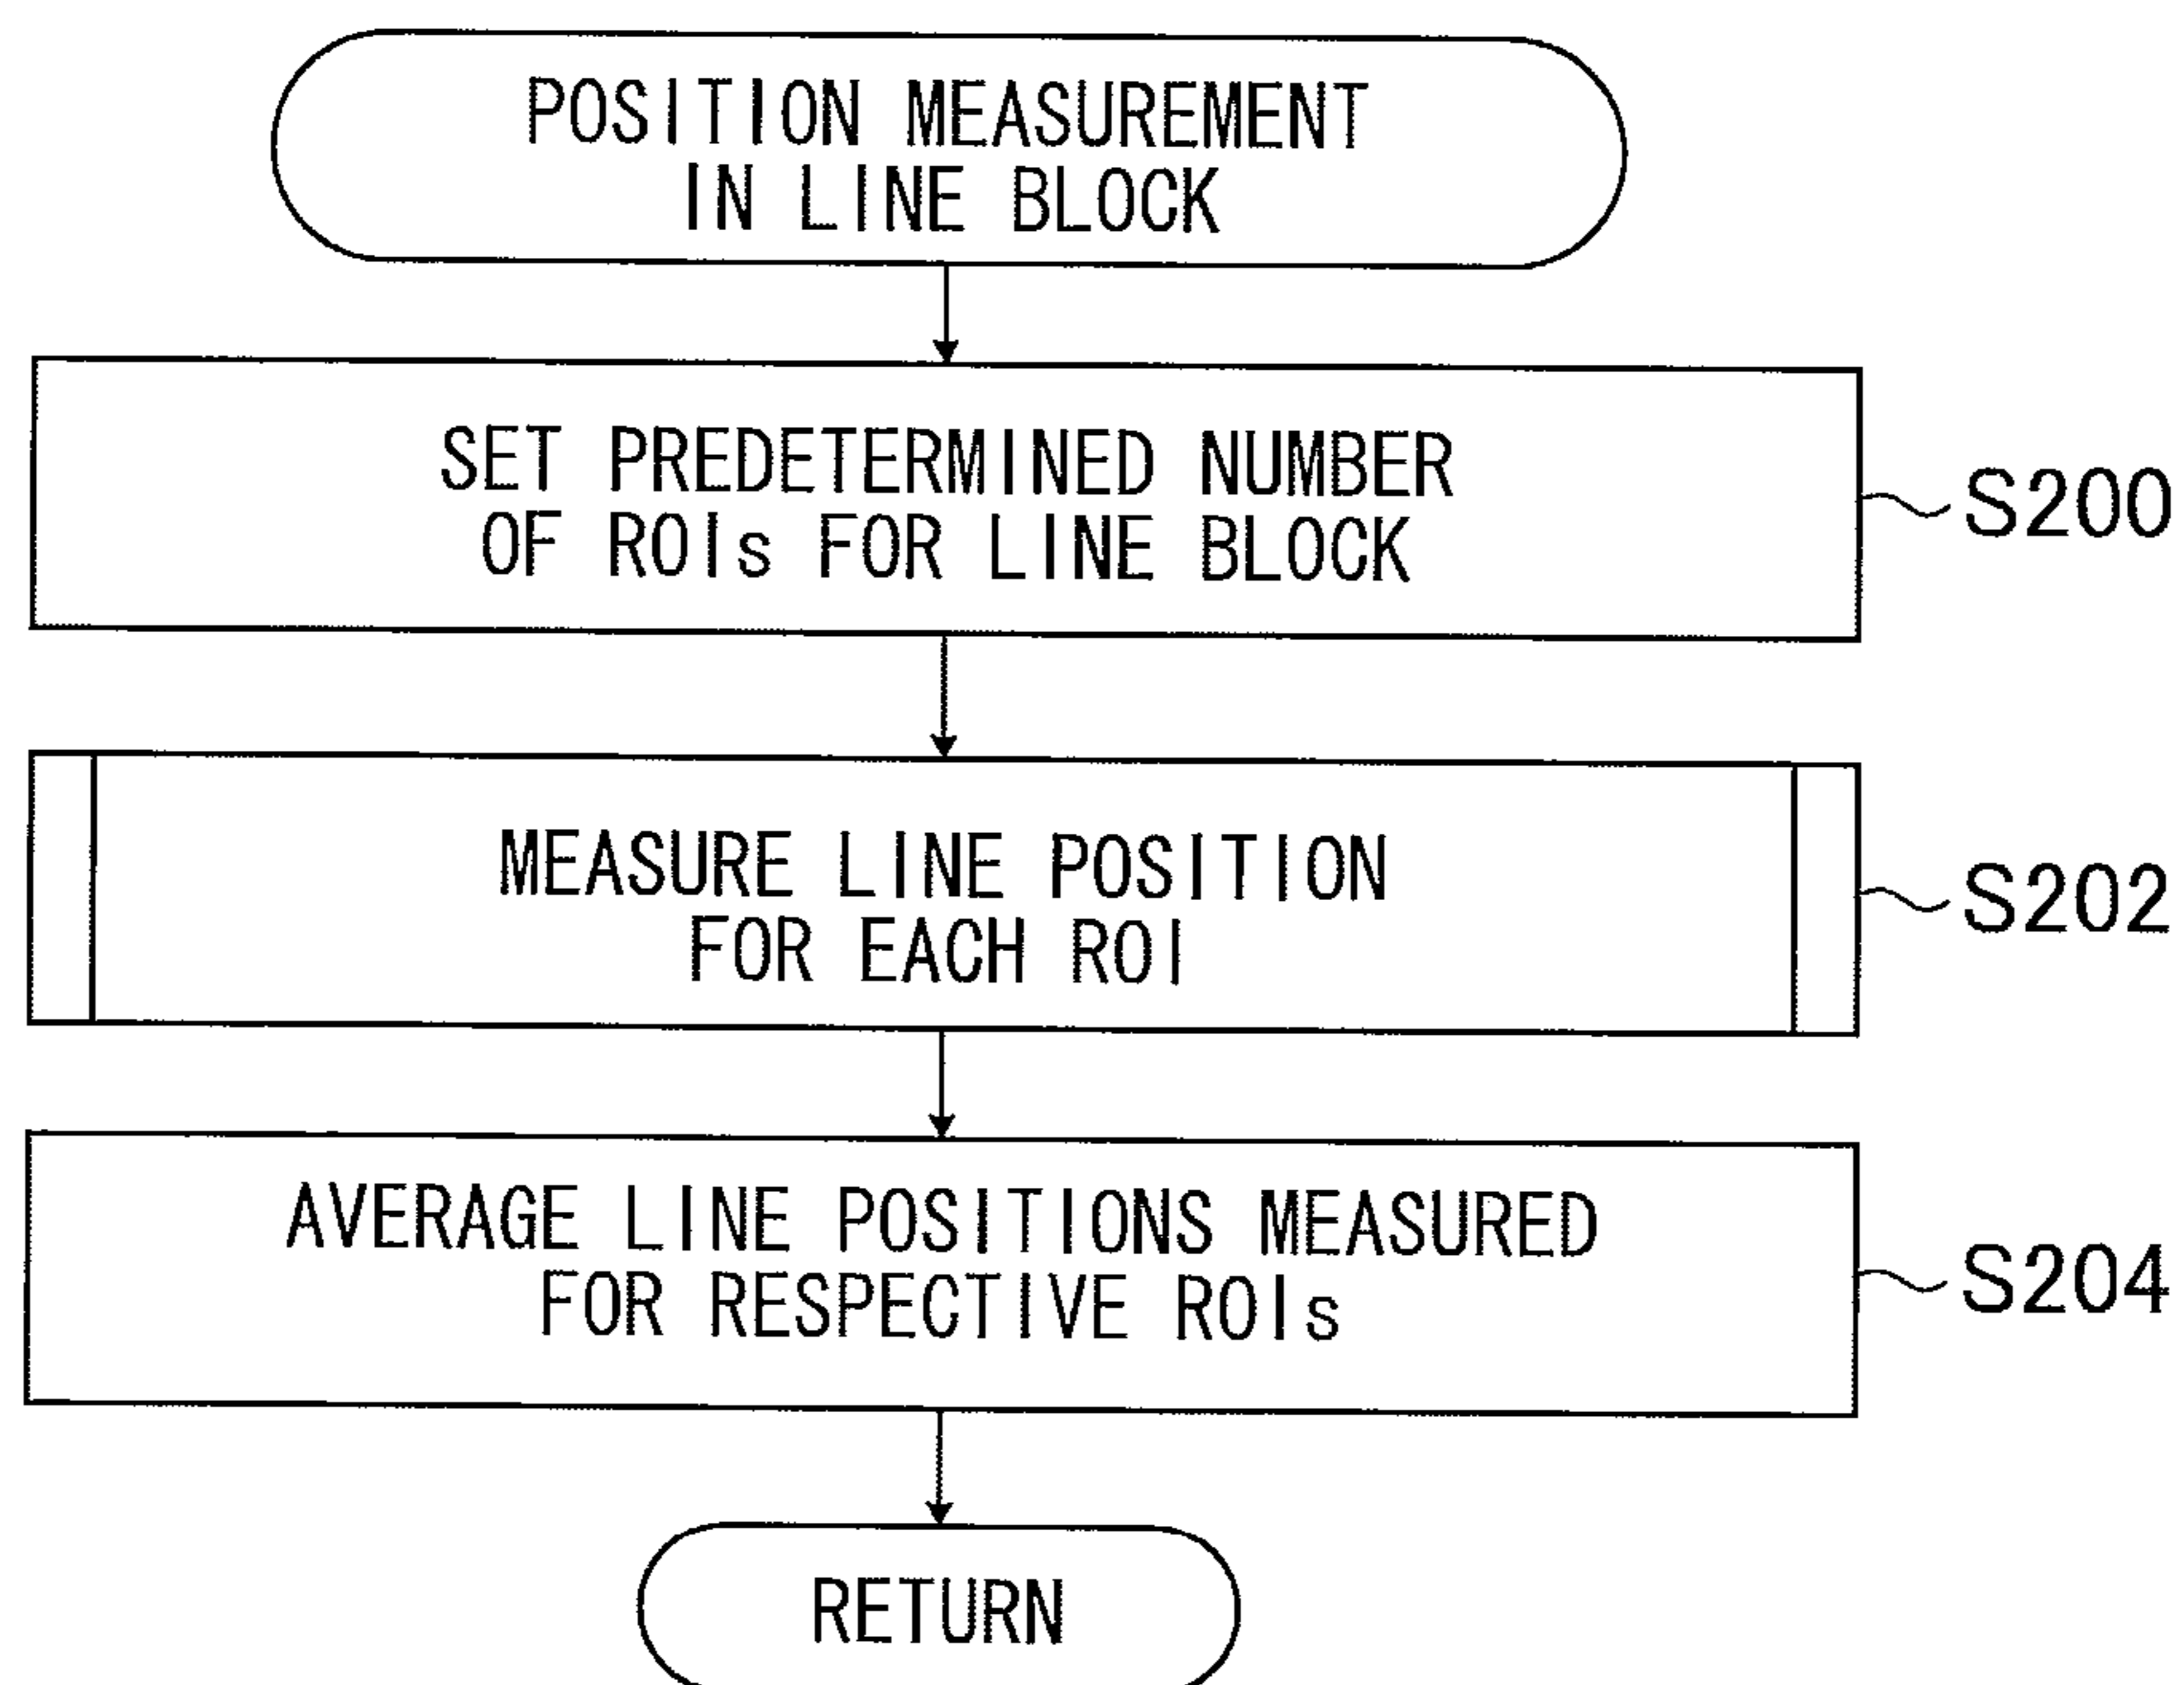 POSITION MEASUREMENT
IN LINE BLOCK
SET PREDETERMINED NUMBER
OF ROIs FOR LINE BLOCK
S200
MEASURE LINE POSITION
FOR EACH ROI
S202
AVERAGE LINE POSITIONS MEASURED
FOR RESPECTIVE ROIs
S204
RETURN